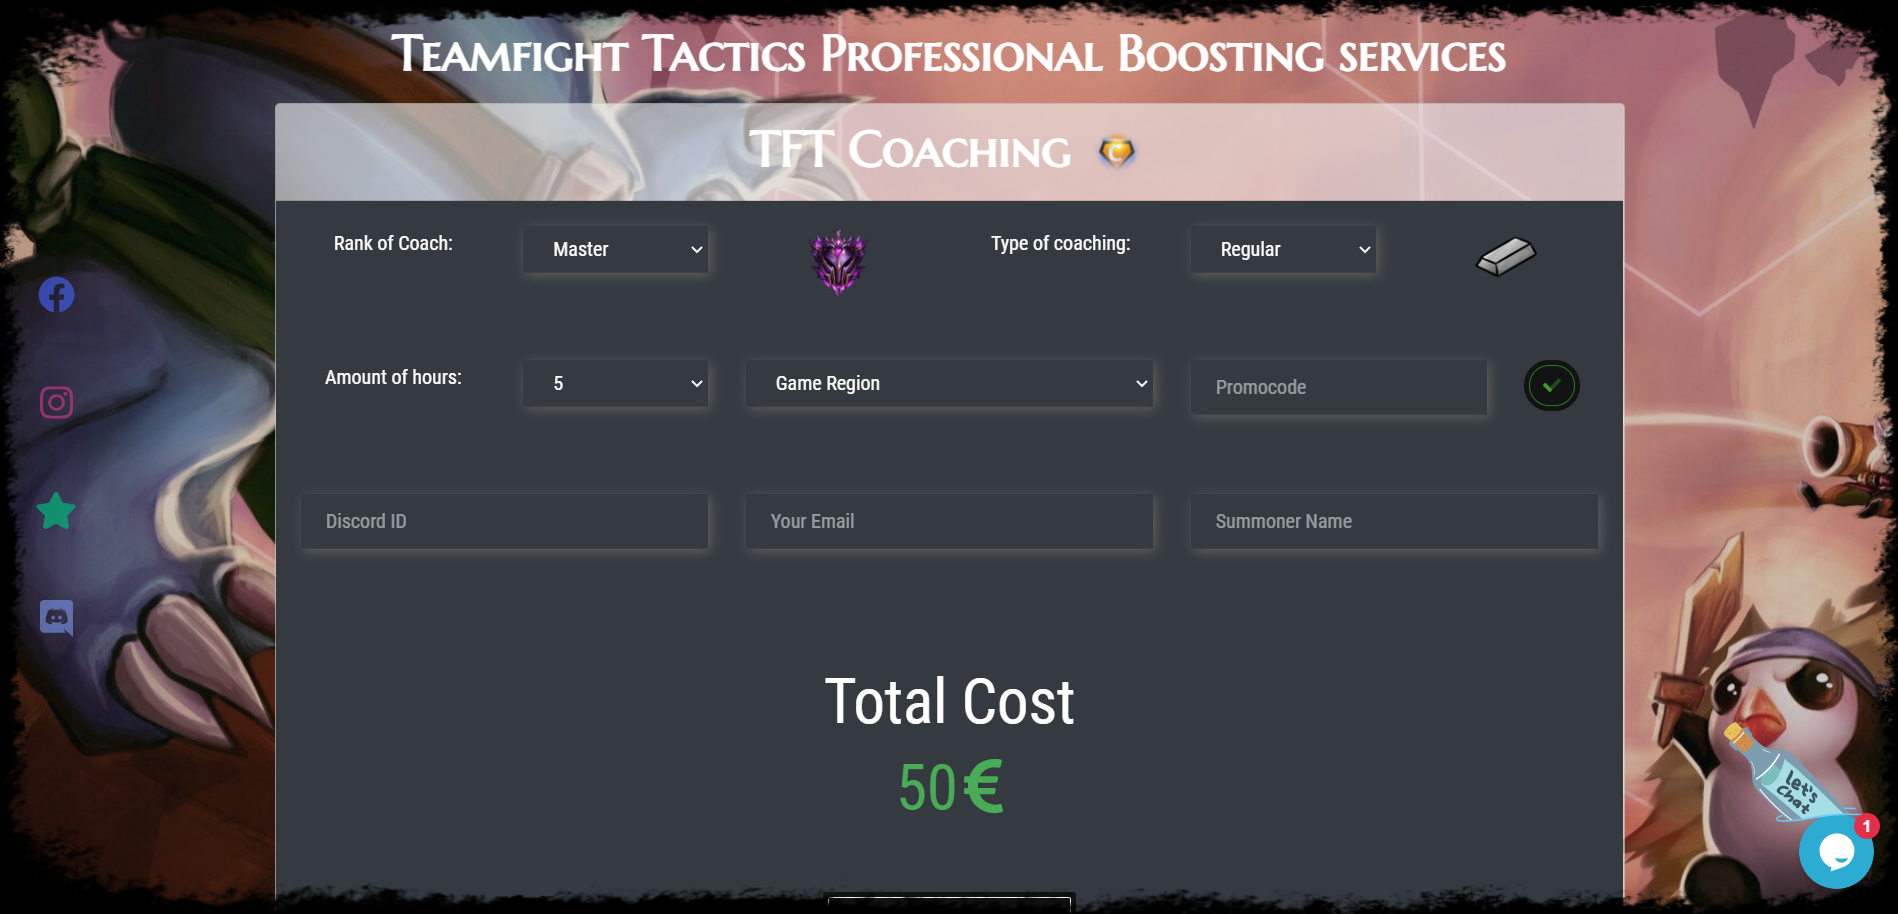 Teamfight Tactics Professional Boosting services
TFT Coaching
C
Rank of Coach:
Master
Type of coaching:
Regular
Amount of hours:
5
Game Region
Promocode
Discord ID
Your Email
Summoner Name
Total Cost
50€
let's
chat
1